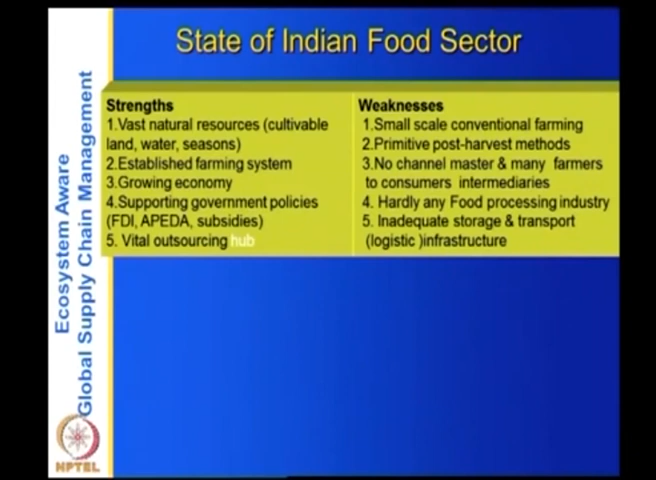 State of Indian Food Sector
Ecosystem Aware
Global Supply Chain Management
Strengths
1.Vast natural resources (cultivable
land, water, seasons)
2.Established farming system
3.Growing economy
4.Supporting government policies
(FDI, APEDA, subsidies)
5. Vital outsourcing hub
Weaknesses
1.Small scale conventional farming
2.Primitive post-harvest methods
3.No channel master & many farmers
to consumers intermediaries
4. Hardly any Food processing industry
5. Inadequate storage & transport
(logistic )infrastructure
NPTEL